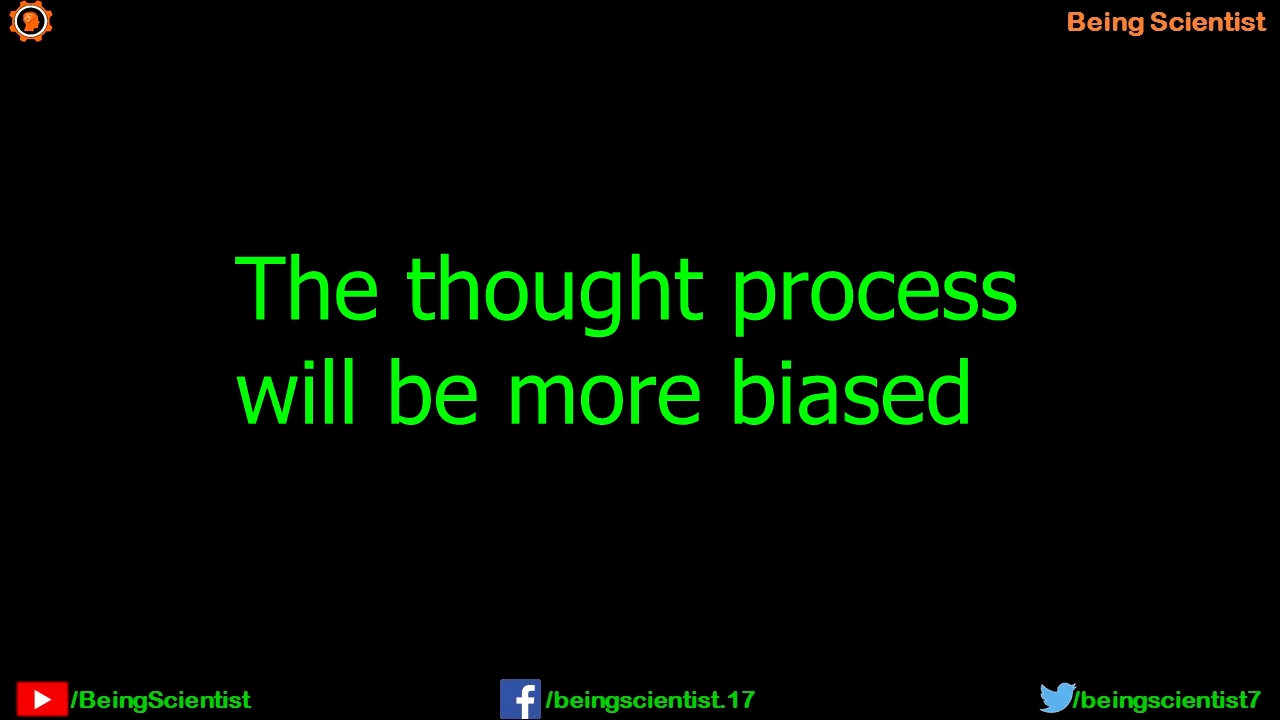 Being Scientist
The thought process
will be more biased
/BeingScientist
/beingscientist.17
/beingscientist7